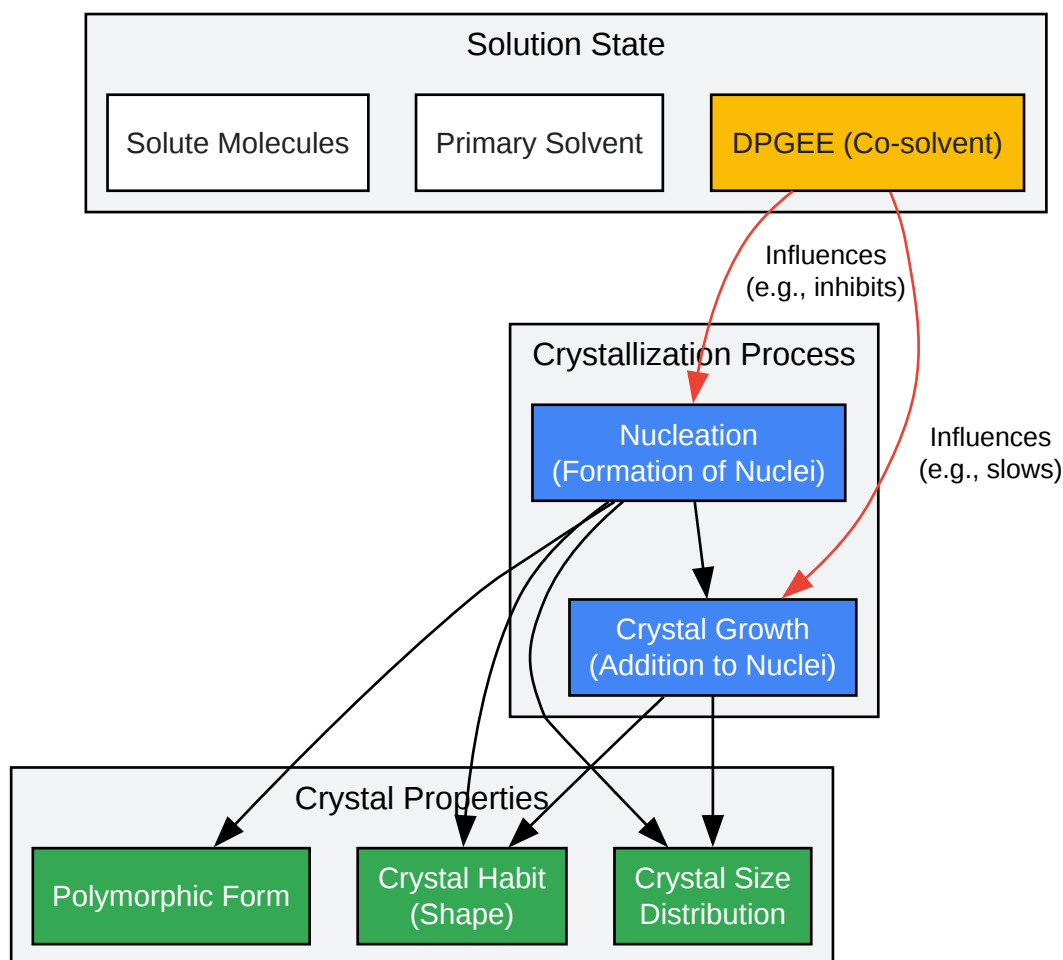 Solution State
Solute Molecules
Primary Solvent
DPGEE (Co-solvent)
Influences
(e.g., inhibits)
Crystallization Process
Nucleation
(Formation of Nuclei)
Influences
(e.g., slows)
Crystal Growth
(Addition to Nuclei)
Crystal Properties
Polymorphic Form
Crystal Habit
(Shape)
Crystal Size
Distribution